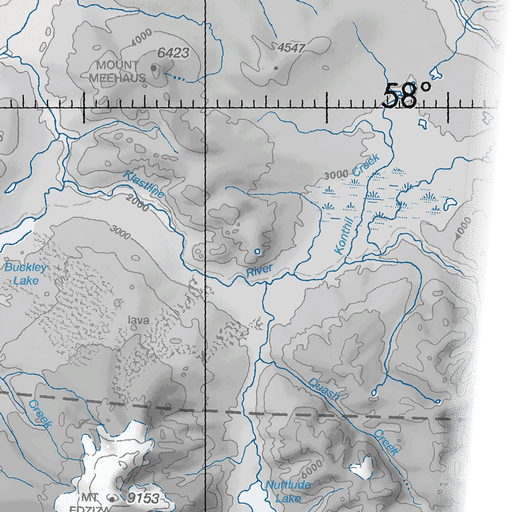 4000
6423
4547
MOUNT
MEEHAUS
58°
3000
Creek
Klastline
2000
Konthil
4000
3000
River
Buckley
Lake
lava
Quash
Creek
Creek
6000
Nuttlude
Lake
MT
9153
EDZIZA